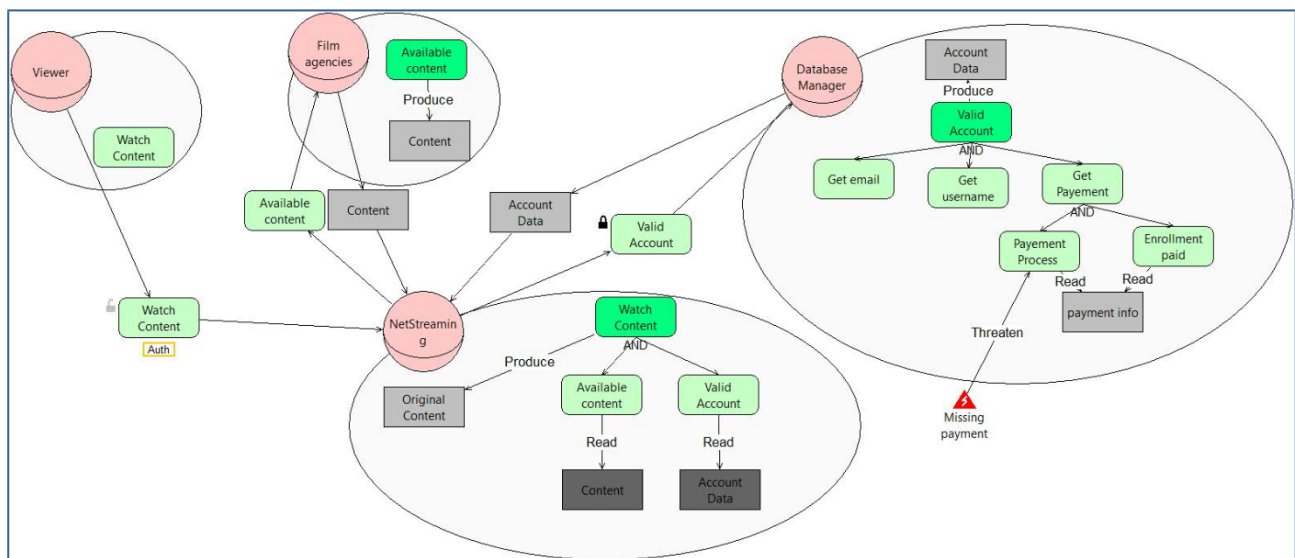 Viewer
Watch
Content
Film
agencies
Available
content
Produce
Content
Available
content
Content
Account
Data
Valid
Account
Database
Manager
Account
Data
Produce
Valid
Account
AND
Get email
Get
username
Get
Payement
AND
Payement
Process
Enrollment
paid
Read
Read
payment info
Threaten
Missing
payment
Watch
Content
Auth
NetStreamin
g
Watch
Content
AND
Produce
Original
Content
Available
content
Valid
Account
Read
Read
Content
Account
Data